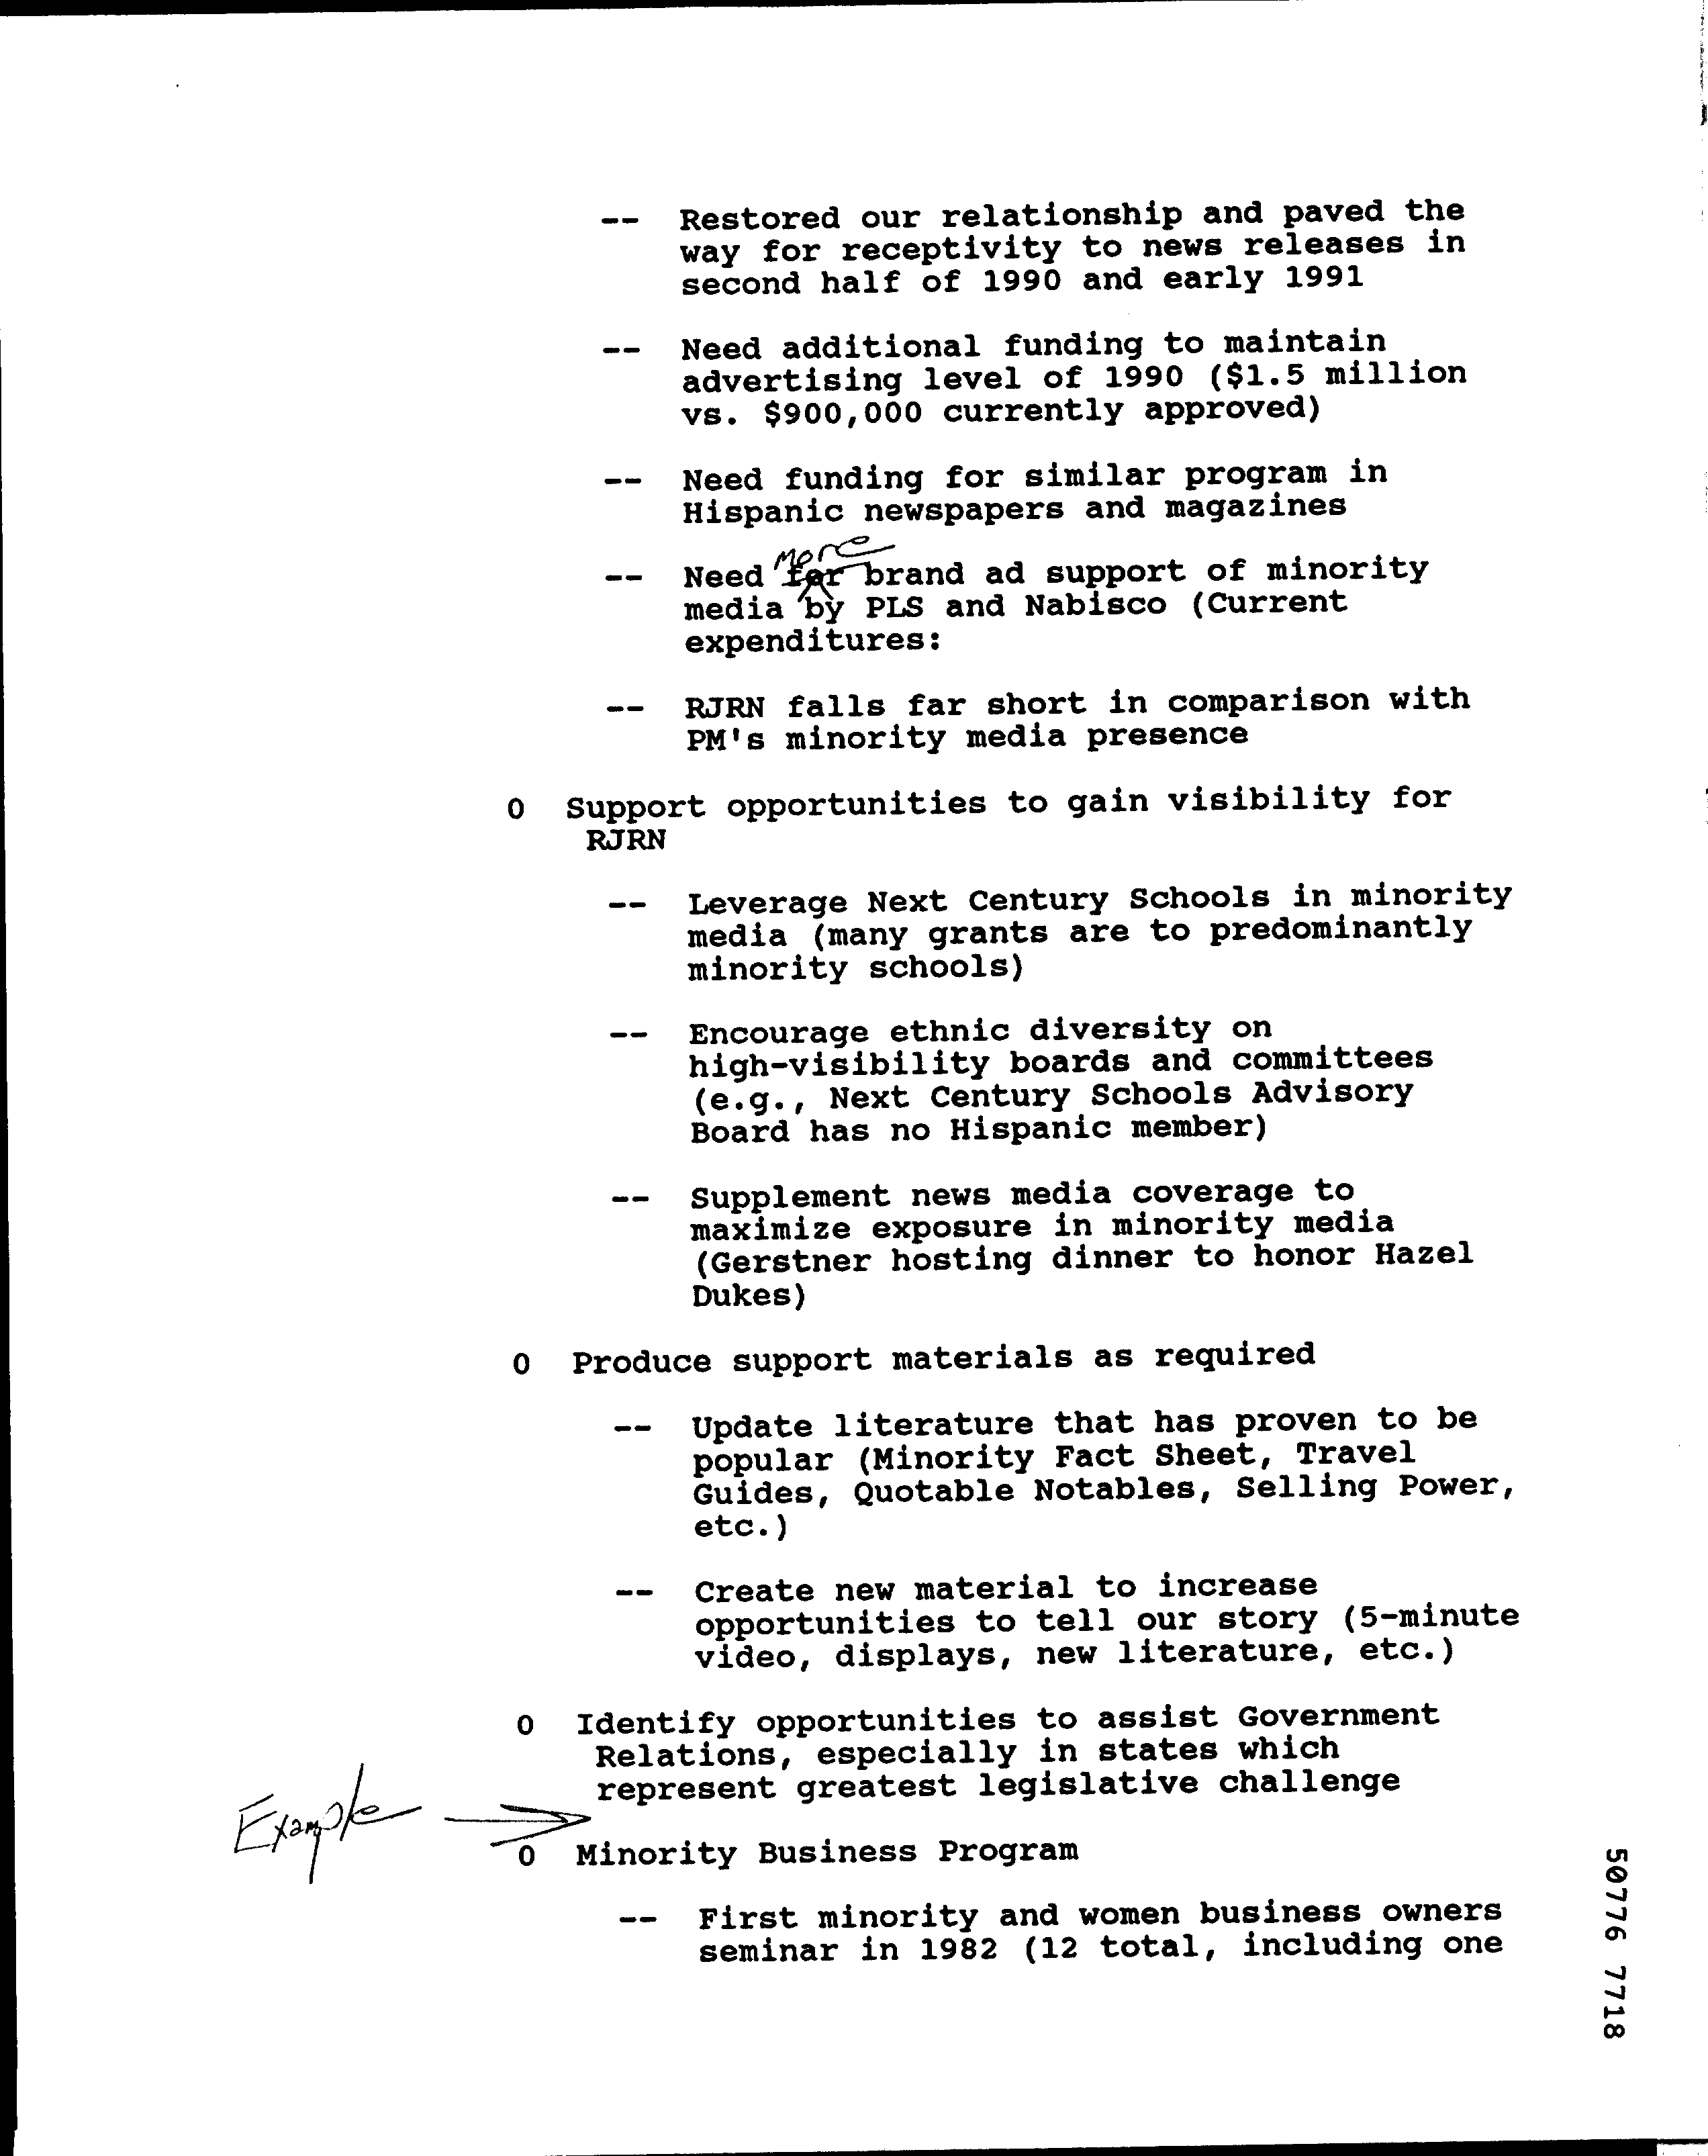 -- Restored our relationship and paved the
way for receptivity to news releases in
second half of 1990 and early 1991
-- Need additional funding to maintain
advertising level of 1990 ($1.5 million
vs. $900,000 currently approved)
-- Need funding for similar program in
Hispanic newspapers and magazines
more
-- Need for brand ad support of minority
media by PLS and Nabisco (Current
expenditures:
-- RJRN falls far short in comparison with
PM's minority media presence
O Support opportunities to gain visibility for
RJRN
-- Leverage Next Century Schools in minority
media (many grants are to predominantly
minority schools)
-- Encourage ethnic diversity on
high-visibility boards and committees
(e.g., Next Century Schools Advisory
Board has no Hispanic member)
-- Supplement news media coverage to
maximize exposure in minority media
(Gerstner hosting dinner to honor Hazel
Dukes)
O Produce support materials as required
-- Update literature that has proven to be
popular (Minority Fact Sheet, Travel
Guides, Quotable Notables, Selling Power,
etc.)
-- Create new material to increase
opportunities to tell our story (5-minute
video, displays, new literature, etc.)
O Identify opportunities to assist Government
Relations, especially in states which
represent greatest legislative challenge
Example
O Minority Business Program
-- First minority and women business owners
seminar in 1982 (12 total, including one
50776 7718